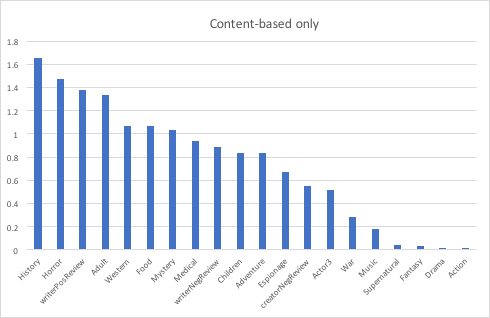 Content-based only
1.8
1.6
1.4
1.2
1
0.8
0.6
0.4
0.2
0
History
Horror
writerPosReview
Adult
Western
Food
Mystery
Medical
writerNegReview
Children
Adventure
Espionage
creatorNegReview
Actor3
War
Music
Supernatural
Fantasy
Drama
Action